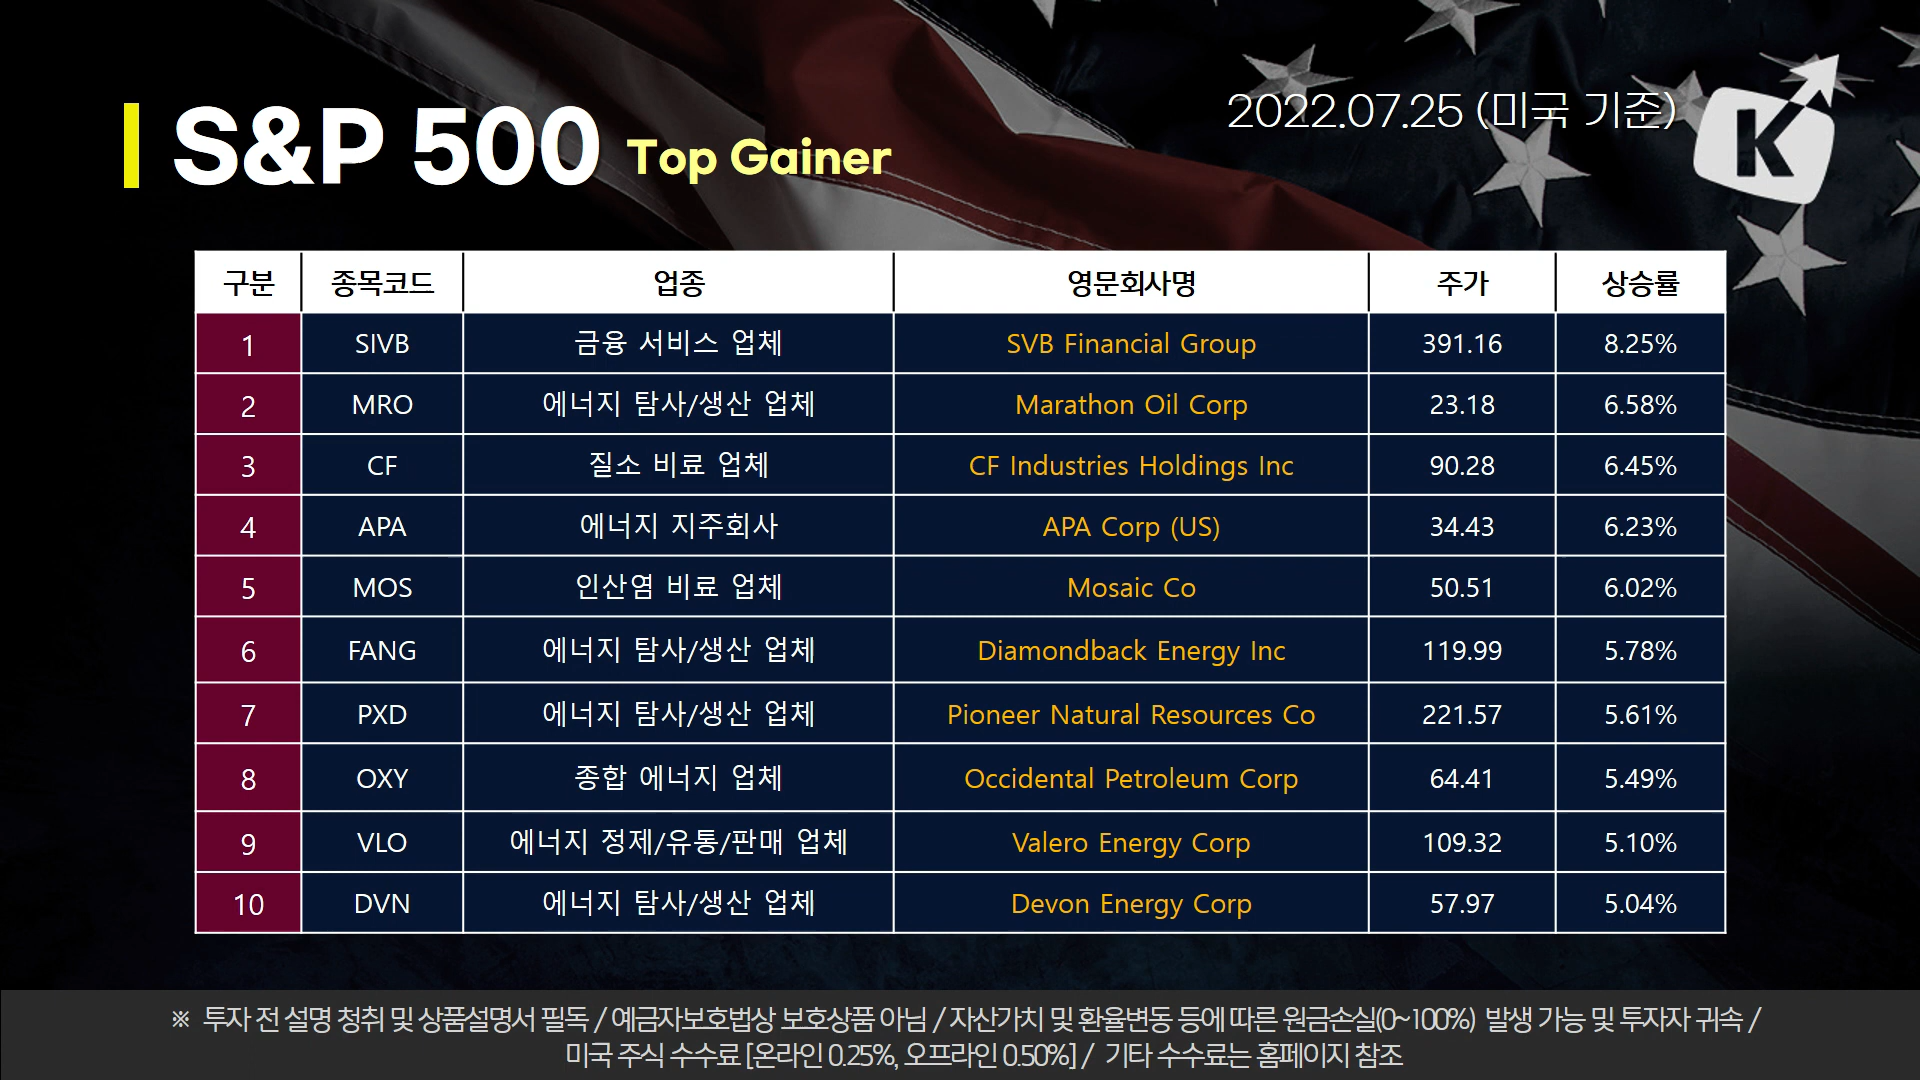 S&P 500 Top Gainer
2022.07.25 (미국 기준)
K
구분 종목코드 업종 영문회사명 주가 상승률
1 SIVB 금융 서비스 업체 SVB Financial Group 391.16 8.25%
2 MRO 에너지 탐사/생산 업체 Marathon Oil Corp 23.18 6.58%
3 CF 질소 비료 업체 CF Industries Holdings Inc 90.28 6.45%
4 APA 에너지 지주회사 APA Corp (US) 34.43 6.23%
5 MOS 인산염 비료 업체 Mosaic Co 50.51 6.02%
6 FANG 에너지 탐사/생산 업체 Diamondback Energy Inc 119.99 5.78%
7 PXD 에너지 탐사/생산 업체 Pioneer Natural Resources Co 221.57 5.61%
8 OXY 종합 에너지 업체 Occidental Petroleum Corp 64.41 5.49%
9 VLO 에너지 정제/유통/판매 업체 Valero Energy Corp 109.32 5.10%
10 DVN 에너지 탐사/생산 업체 Devon Energy Corp 57.97 5.04%
※ 투자 전 설명 청취 및 상품설명서 필독 / 예금자보호법상 보호상품 아님 / 자산가치 및 환율변동 등에 따른 원금손실(0~100%) 발생 가능 및 투자자 귀속 /
미국 주식 수수료 [온라인 0.25%, 오프라인 0.50%] / 기타 수수료는 홈페이지 참조